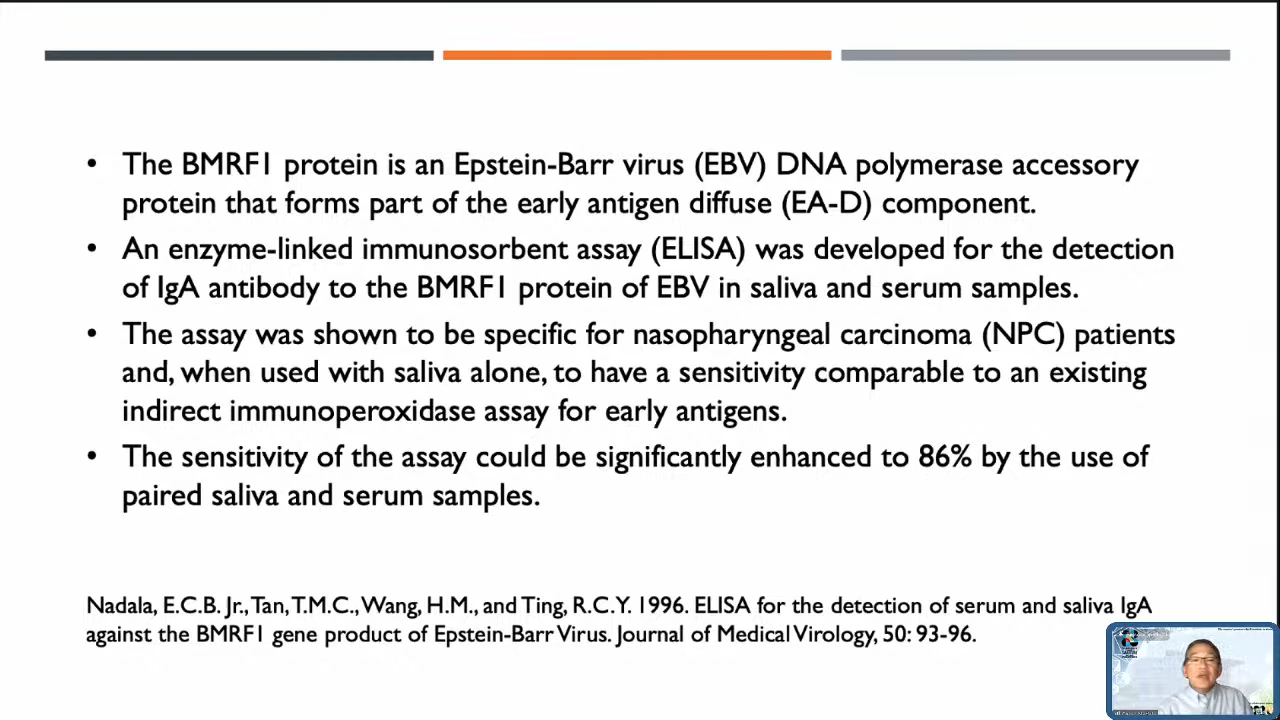 • The BMRF1 protein is an Epstein-Barr virus (EBV) DNA polymerase accessory
protein that forms part of the early antigen diffuse (EA-D) component.
• An enzyme-linked immunosorbent assay (ELISA) was developed for the detection
of IgA antibody to the BMRF1 protein of EBV in saliva and serum samples.
• The assay was shown to be specific for nasopharyngeal carcinoma (NPC) patients
and, when used with saliva alone, to have a sensitivity comparable to an existing
indirect immunoperoxidase assay for early antigens.
• The sensitivity of the assay could be significantly enhanced to 86% by the use of
paired saliva and serum samples.
Nadala, E.C.B. Jr., Tan, T.M.C., Wang, H.M., and Ting, R.C.Y. 1996. ELISA for the detection of serum and saliva IgA
against the BMRF1 gene product of Epstein-Barr Virus. Journal of Medical Virology, 50: 93-96.